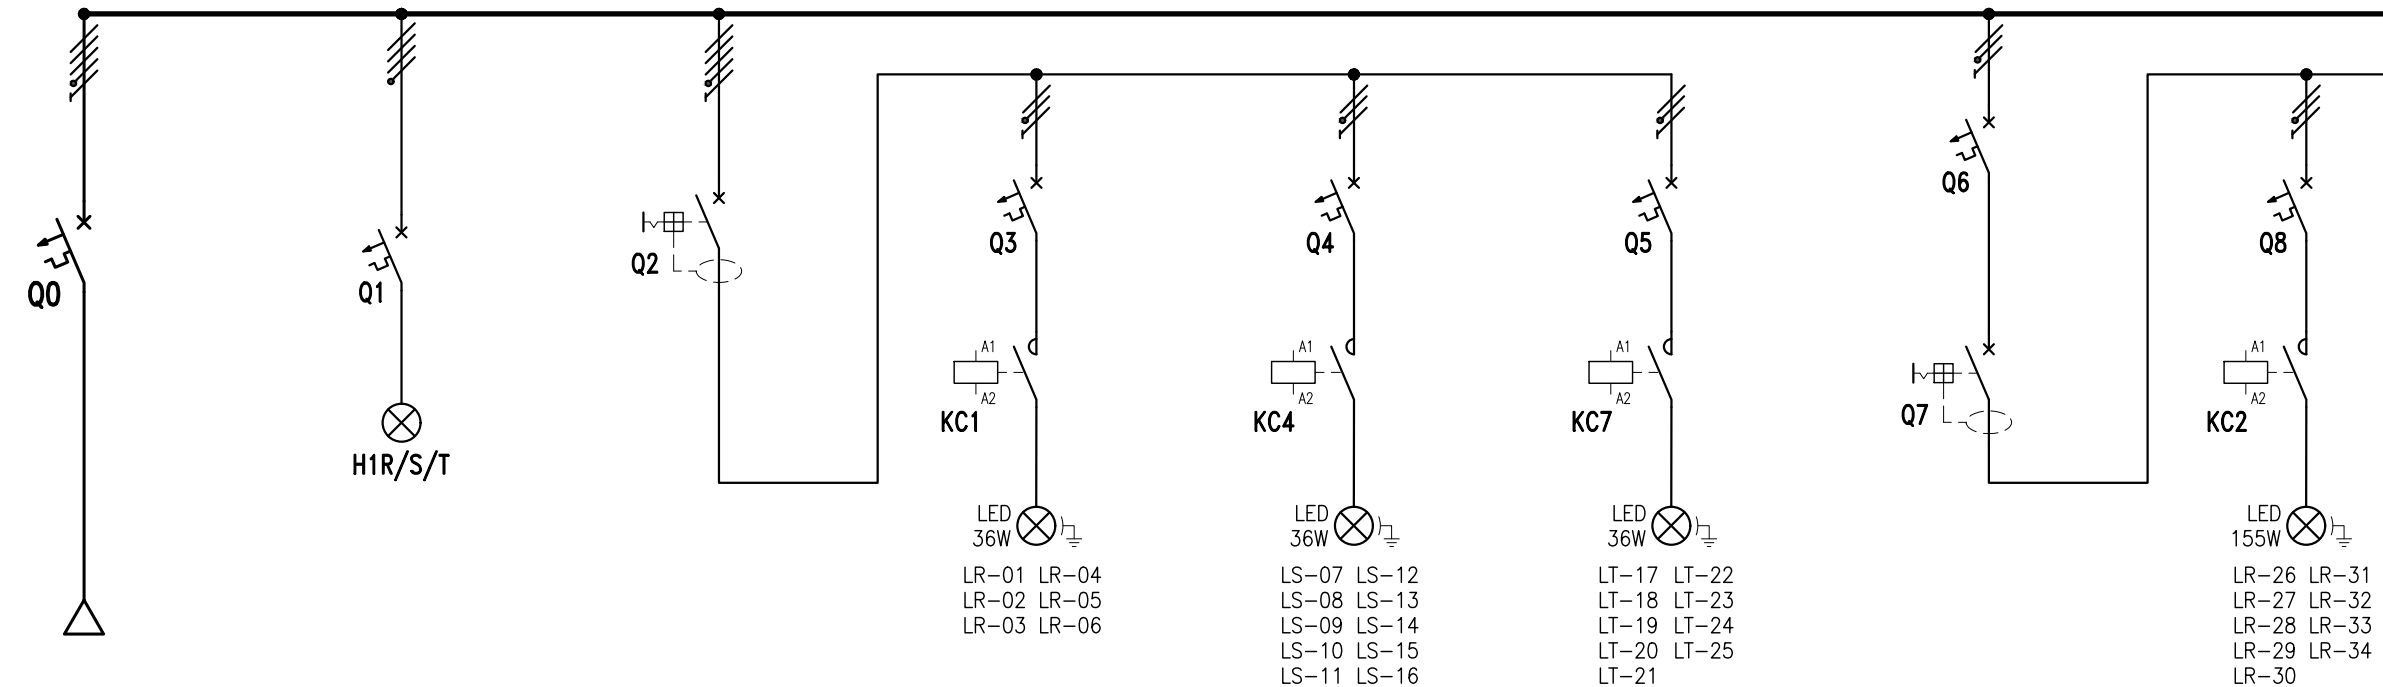 Q0
Q1
H1R/S/T
Q2
Q3
A1
A2
KC1
LED
36W
LR-01 LR-04
LR-02 LR-05
LR-03 LR-06
Q4
A1
A2
KC4
LED
36W
LS-07 LS-12
LS-08 LS-13
LS-09 LS-14
LS-10 LS-15
LS-11 LS-16
Q5
A1
A2
KC7
LED
36W
LT-17 LT-22
LT-18 LT-23
LT-19 LT-24
LT-20 LT-25
LT-21
Q6
Q7
Q8
A1
A2
KC2
LED
155W
LR-26 LR-31
LR-27 LR-32
LR-28 LR-33
LR-29 LR-34
LR-30